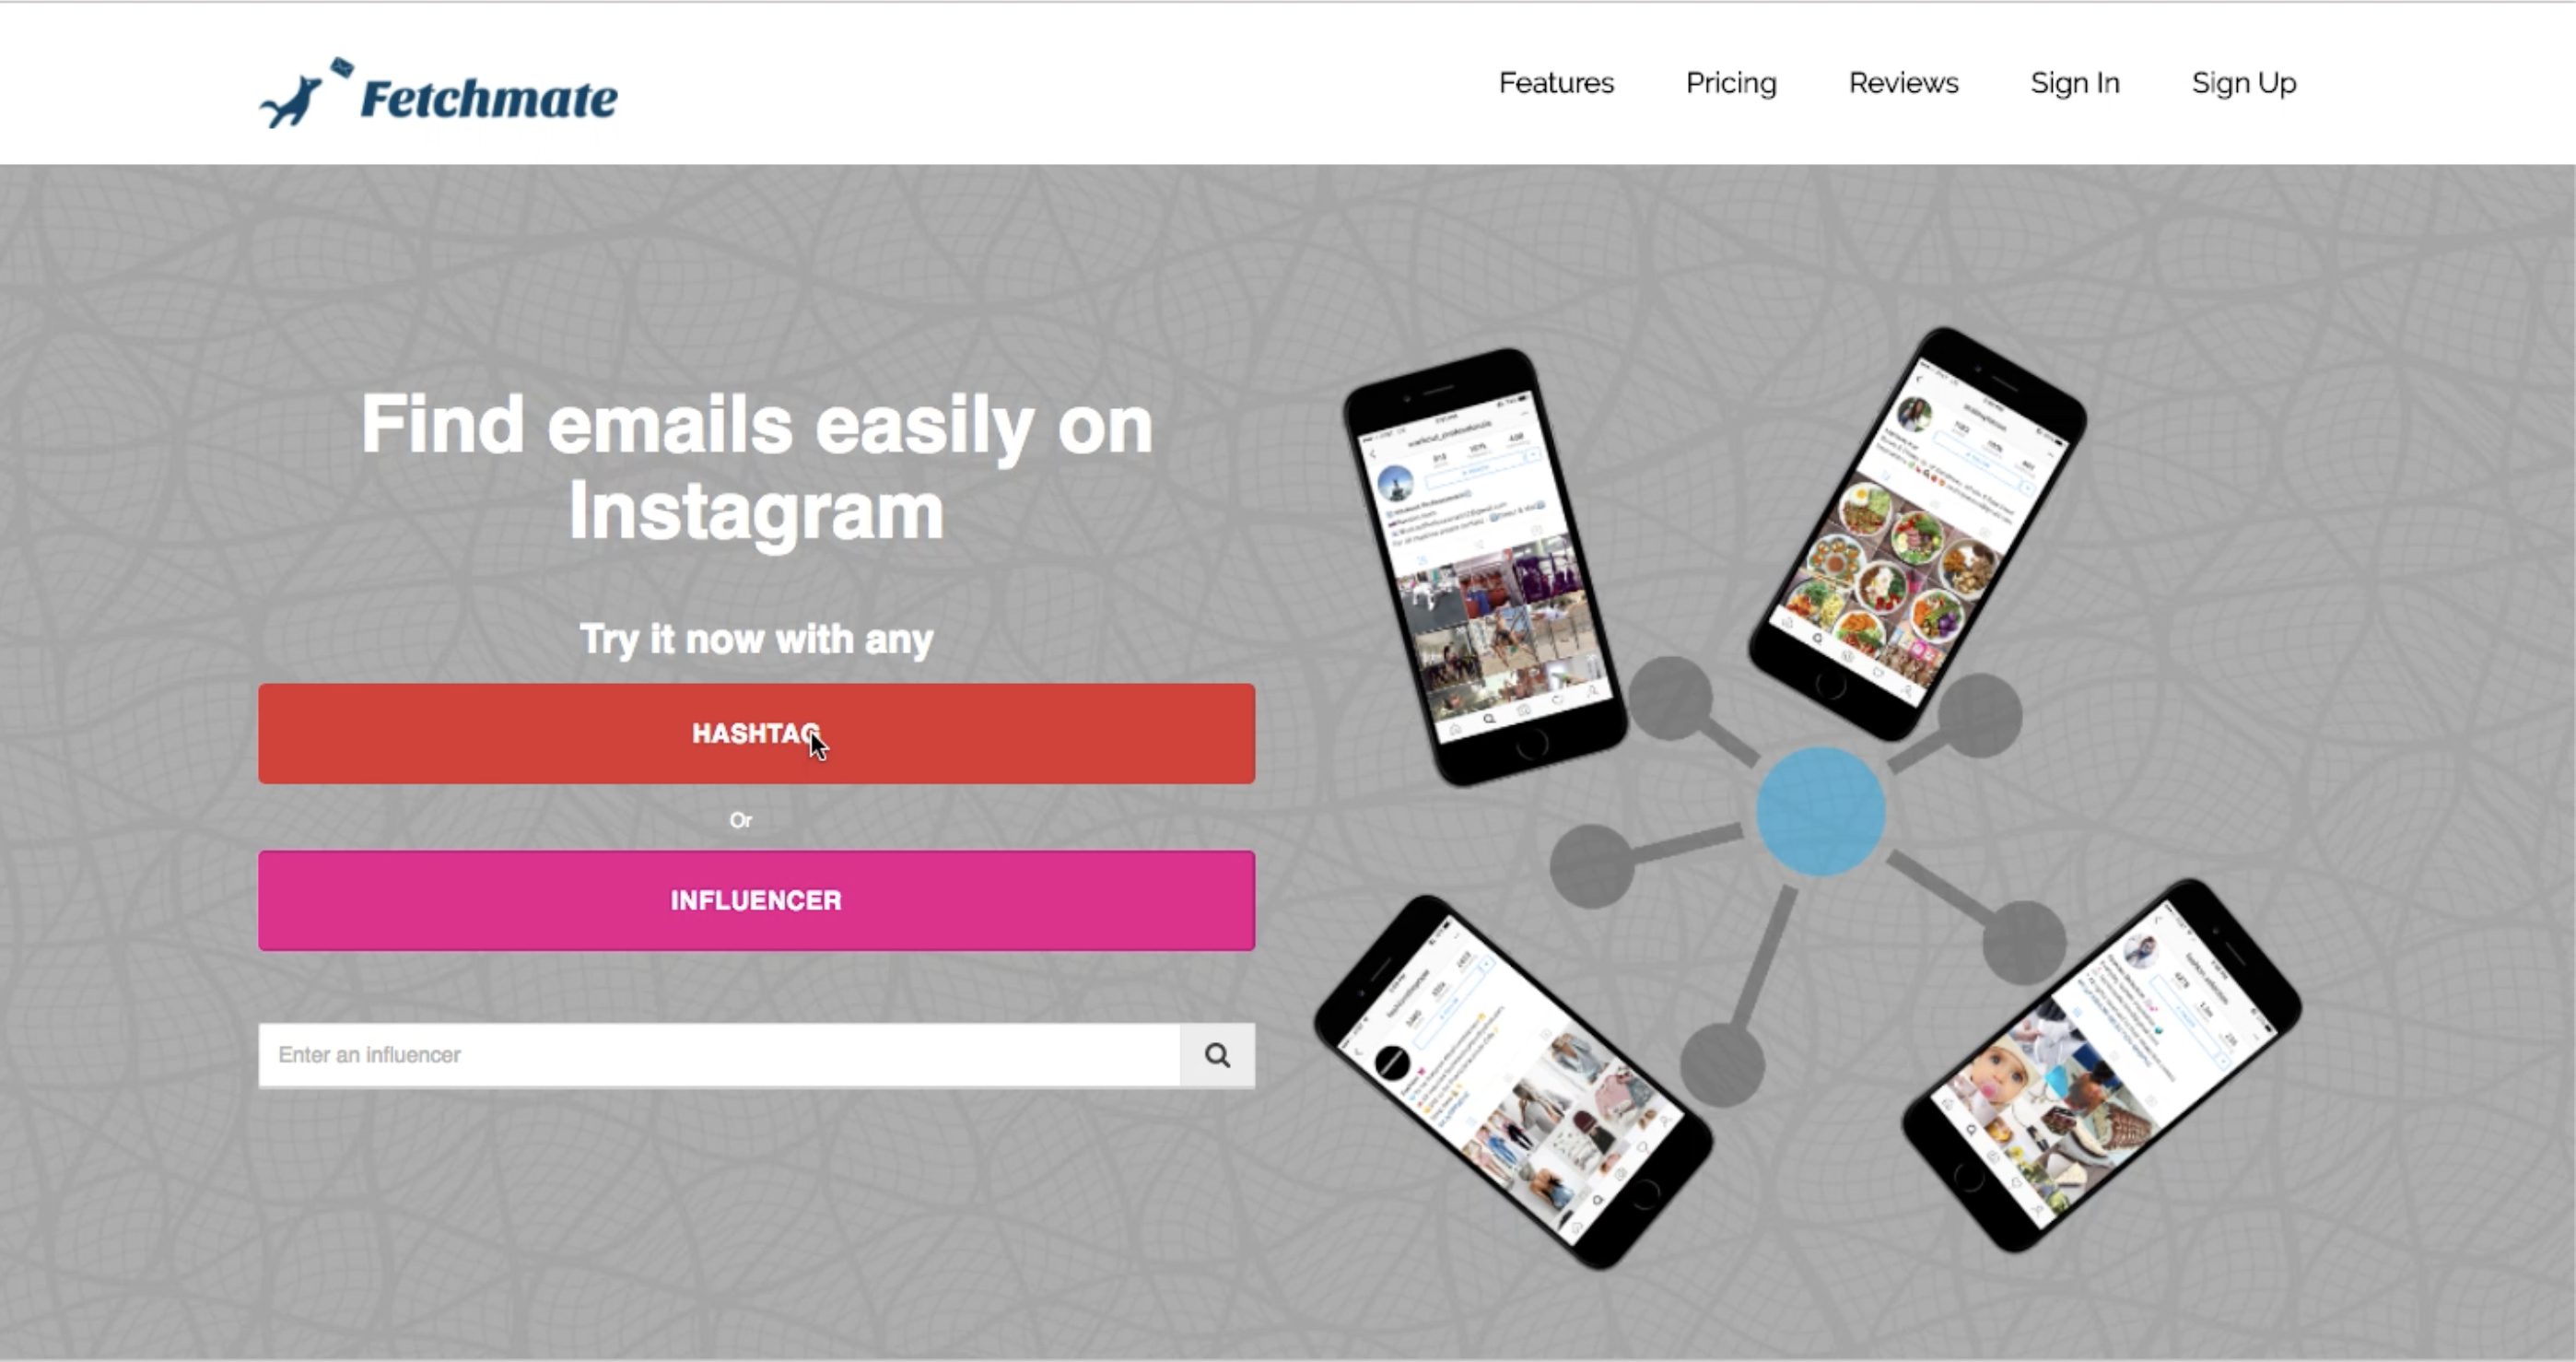 Fetchmate
Features
Pricing
Reviews
Sign In
Sign Up
Find emails easily on
Instagram
Try it now with any
HASHTAG
Or
INFLUENCER
Enter an influencer